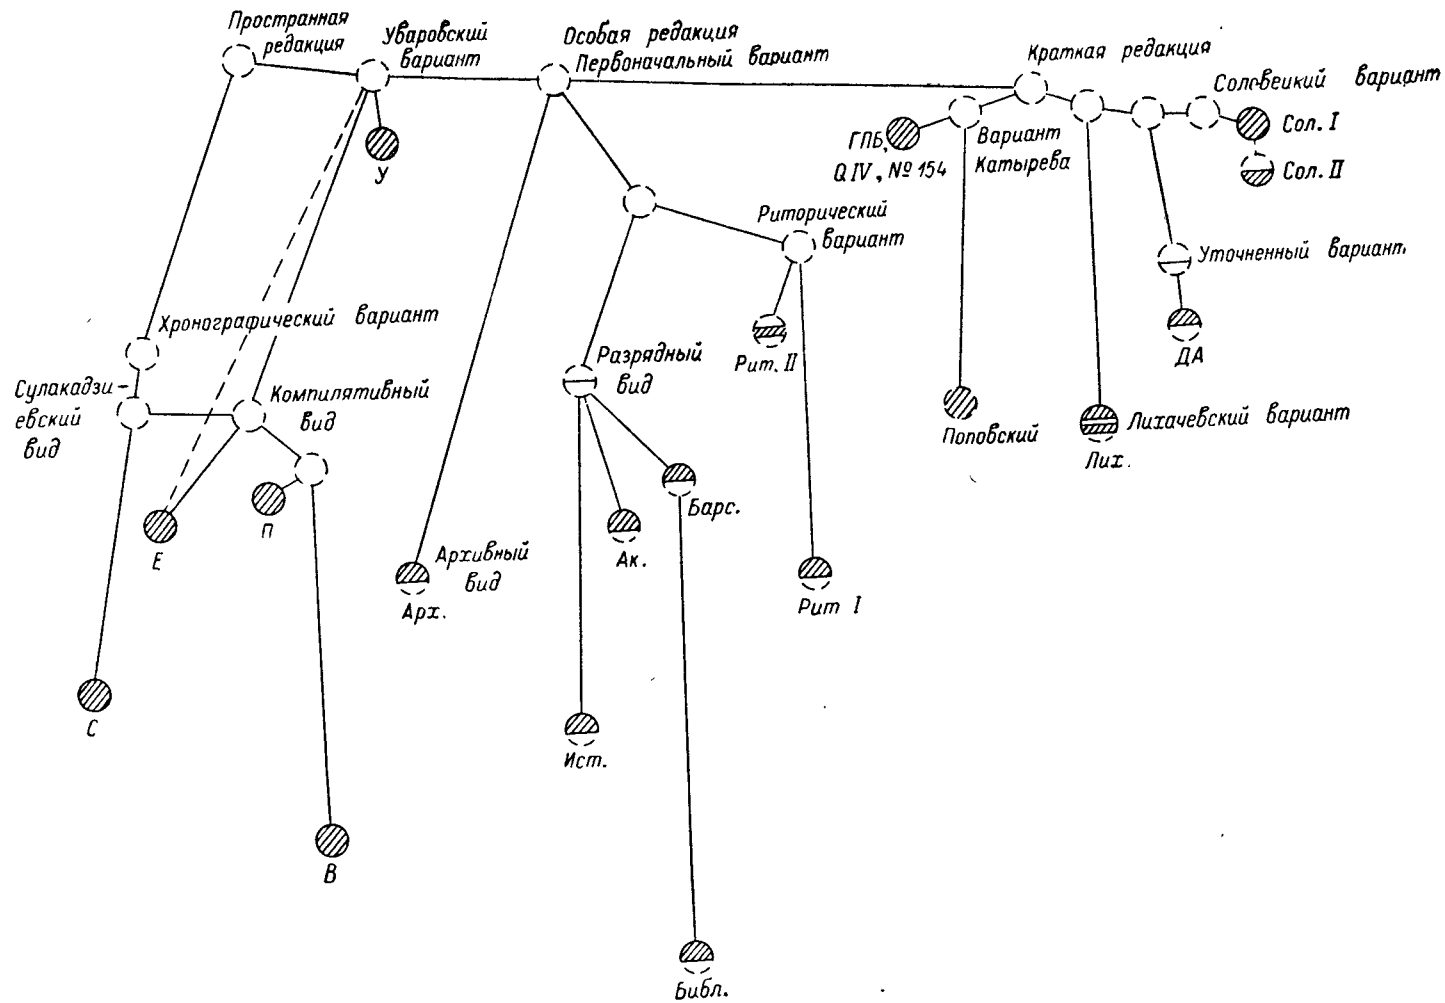 Пространная
редакция
Уваровский
вариант
Особая редакция
Первоначальный вариант
Краткая редакция
Соловецкий вариант
ГПБ,
Q IV, № 154
Вариант
Катырева
Сол. I
Сол. II
У
Риторический
вариант
Уточненный вариант
Хронографический вариант
Рит. II
ДА
Разрядный
вид
Сулакадзи-
евский
вид
Компилятивный
вид
Поповский
Лихачевский вариант
Лих.
Е
П
Архивный
вид
Арх.
Ак.
Барс.
Рит I
С
Ист.
В
Библ.